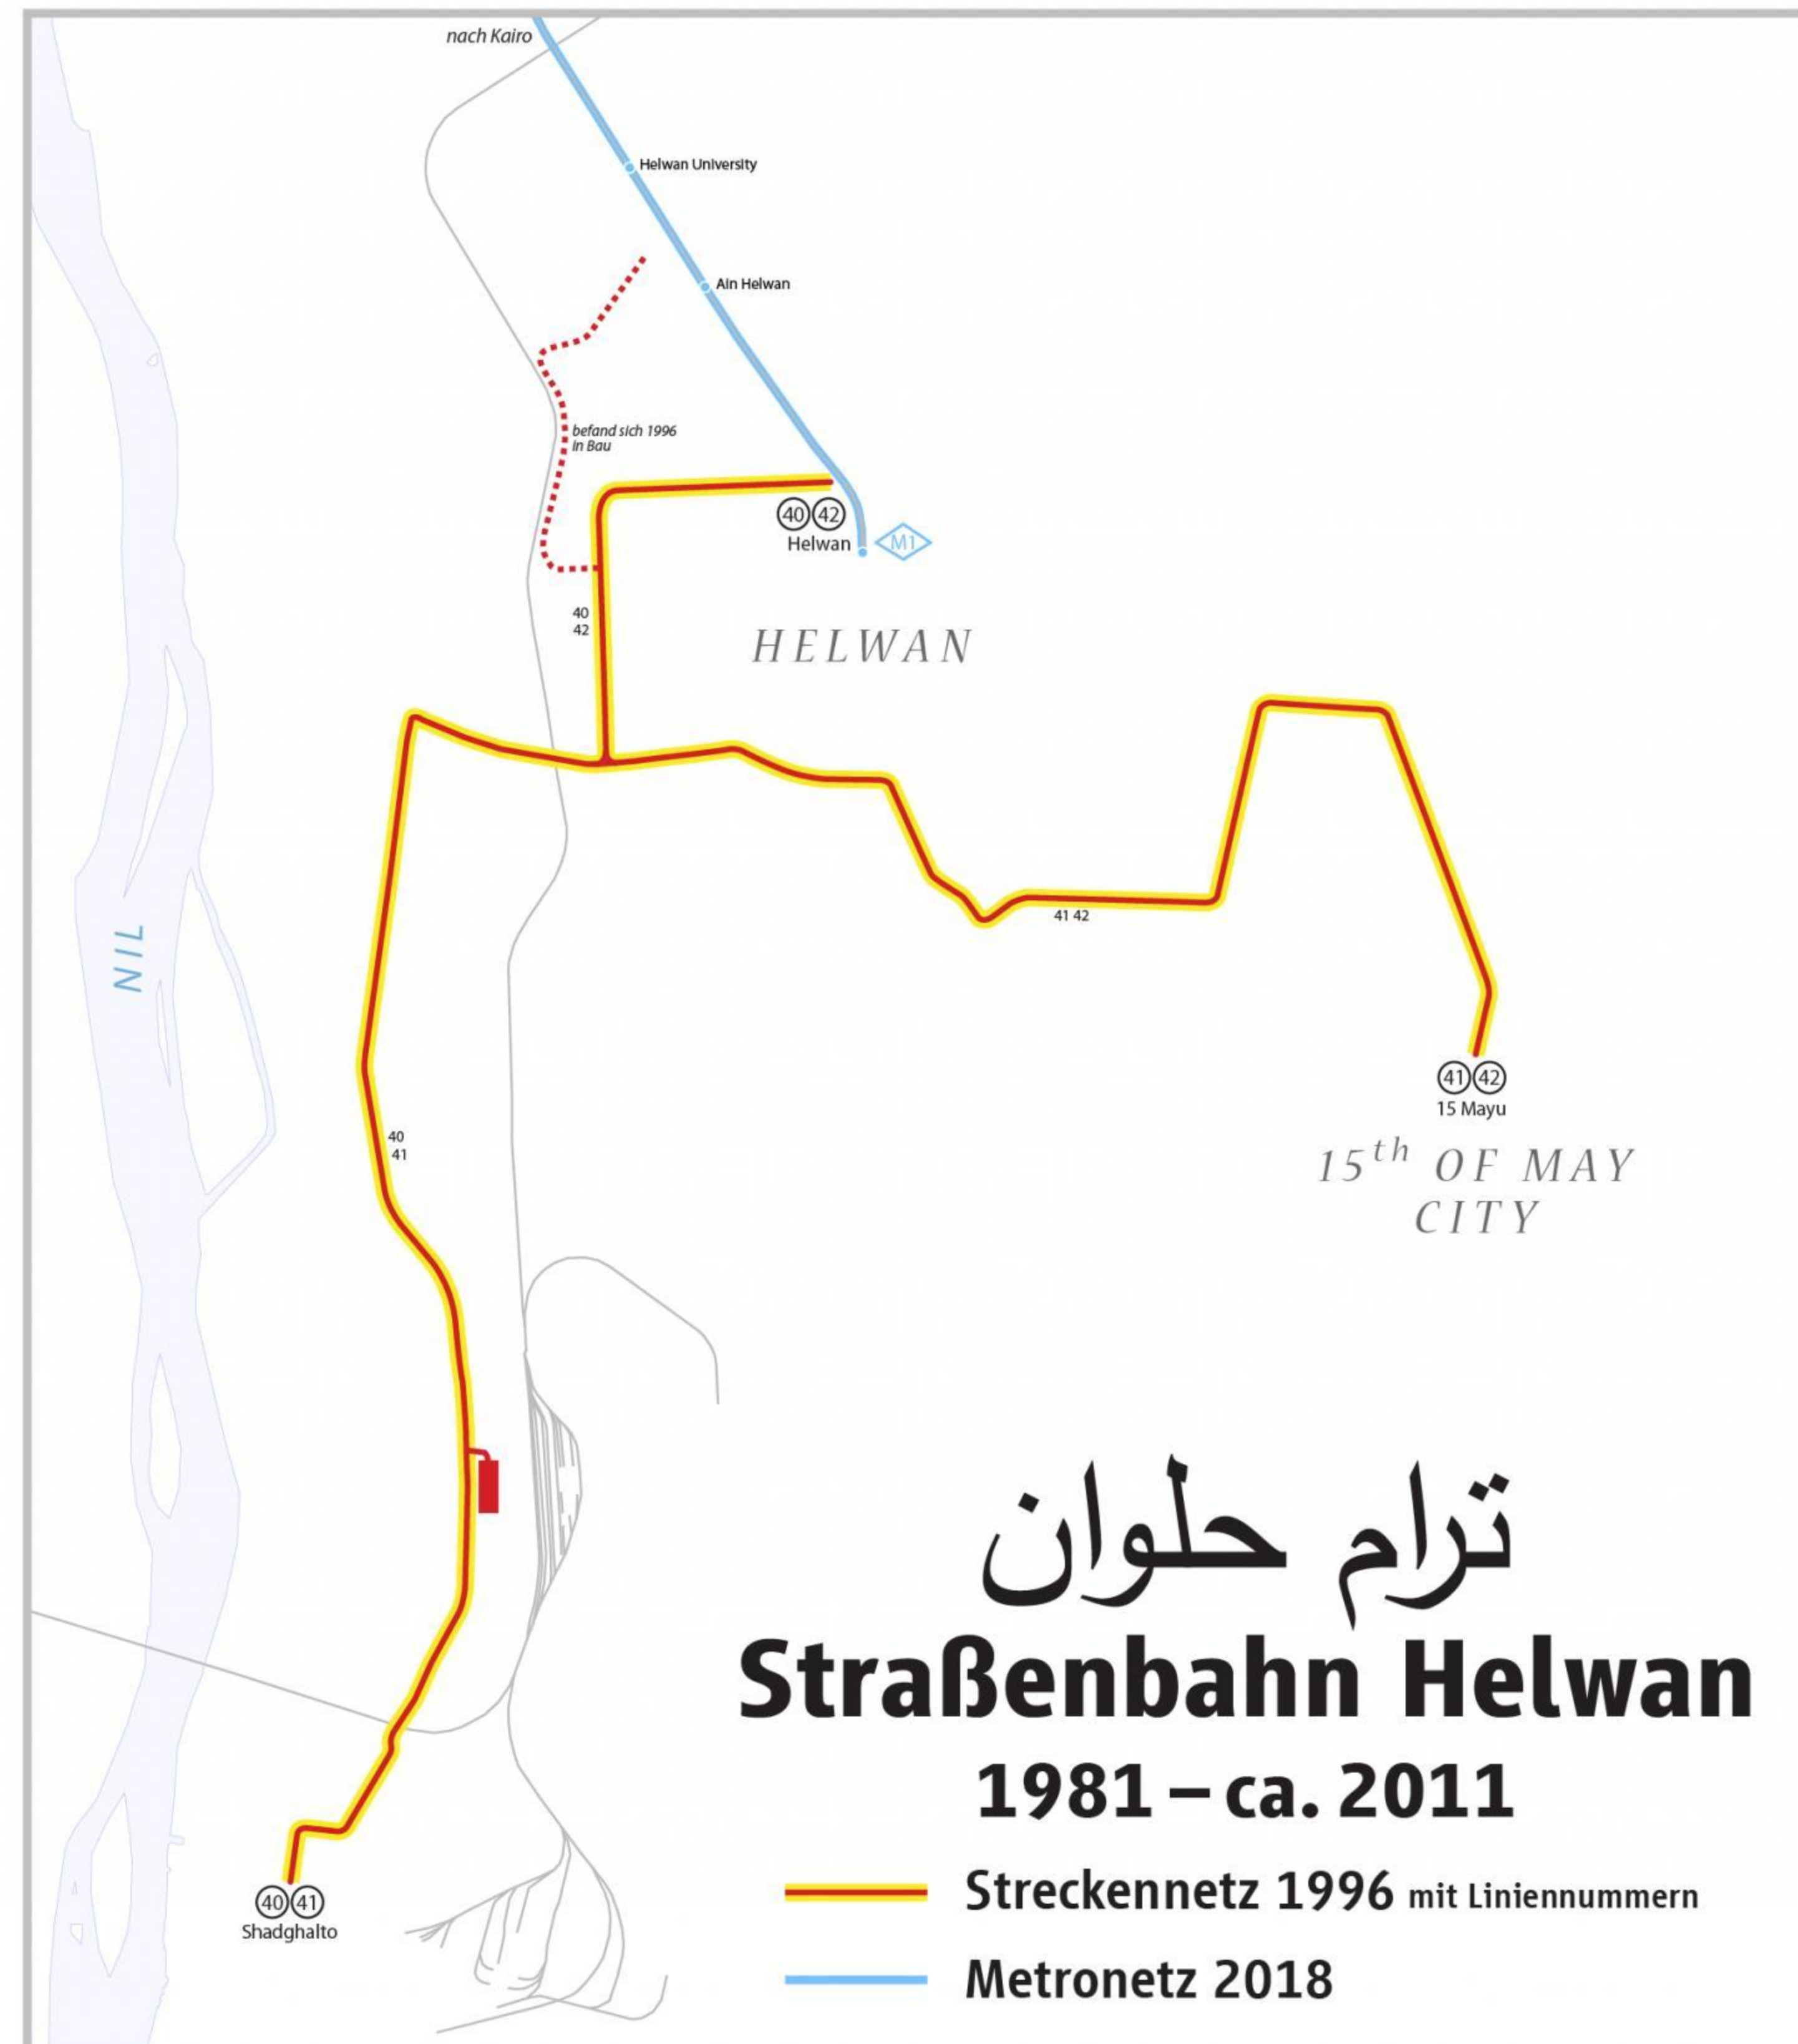 nach Kairo
Helwan University
Ain Helwan
befand sich 1996
in Bau
40 42
Helwan
M1
40
42
HELWAN
41 42
41 42
15 Mayu
15th OF MAY
CITY
NIL
40
41
ترام حلوان
Straßenbahn Helwan
1981 – ca. 2011
Streckennetz 1996 mit Liniennummern
Metronetz 2018
40 41
Shadghalto